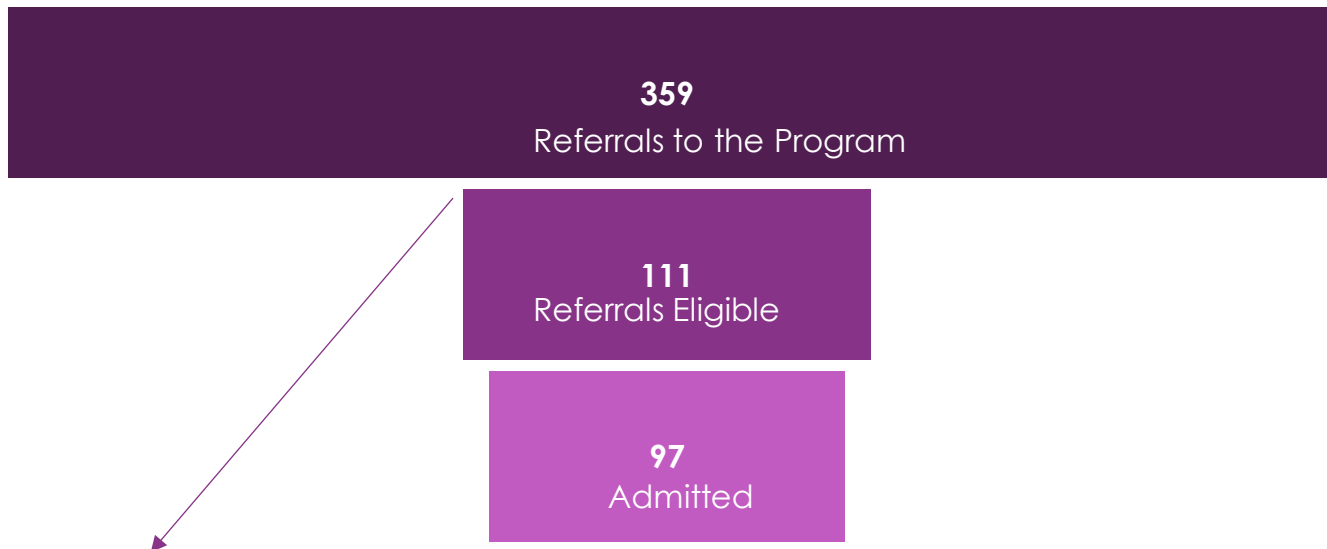 359
Referrals to the Program
111
Referrals Eligible
97
Admitted